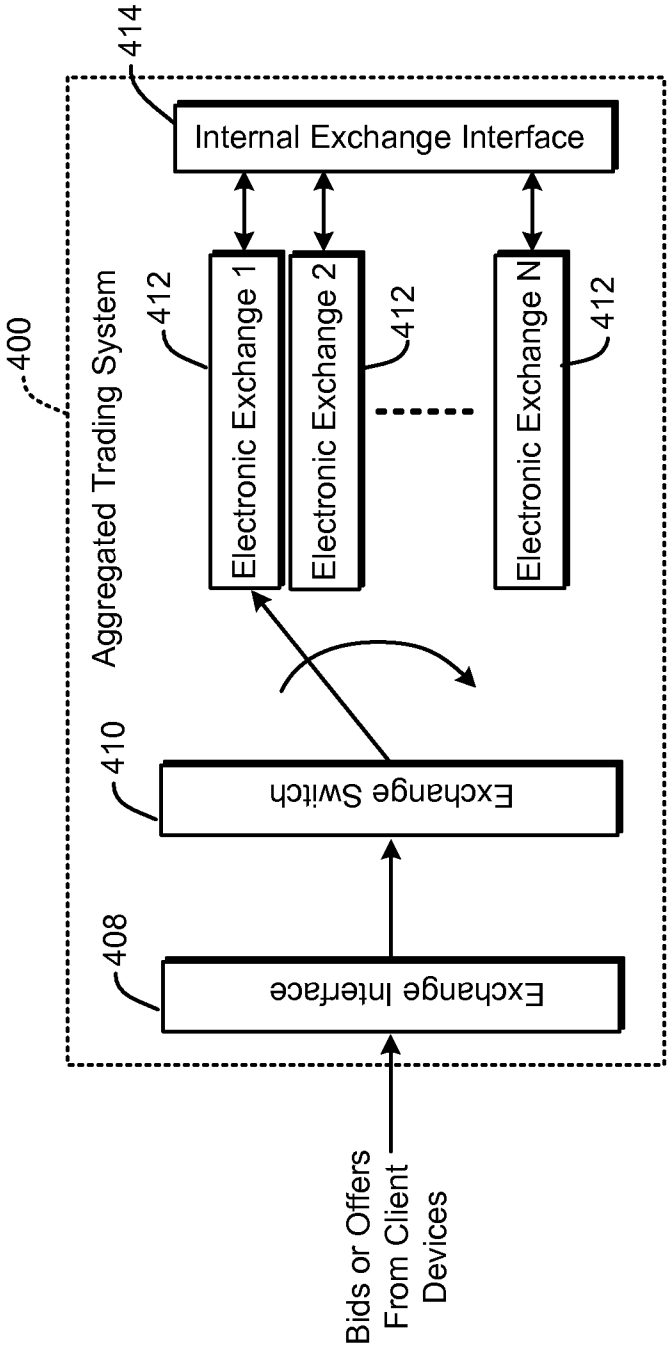 400
Aggregated Trading System
Bids or Offers
From Client
Devices
408
Exchange Interface
410
Exchange Switch
412
Electronic Exchange 1
Electronic Exchange 2
412
Electronic Exchange N
412
414
Internal Exchange Interface